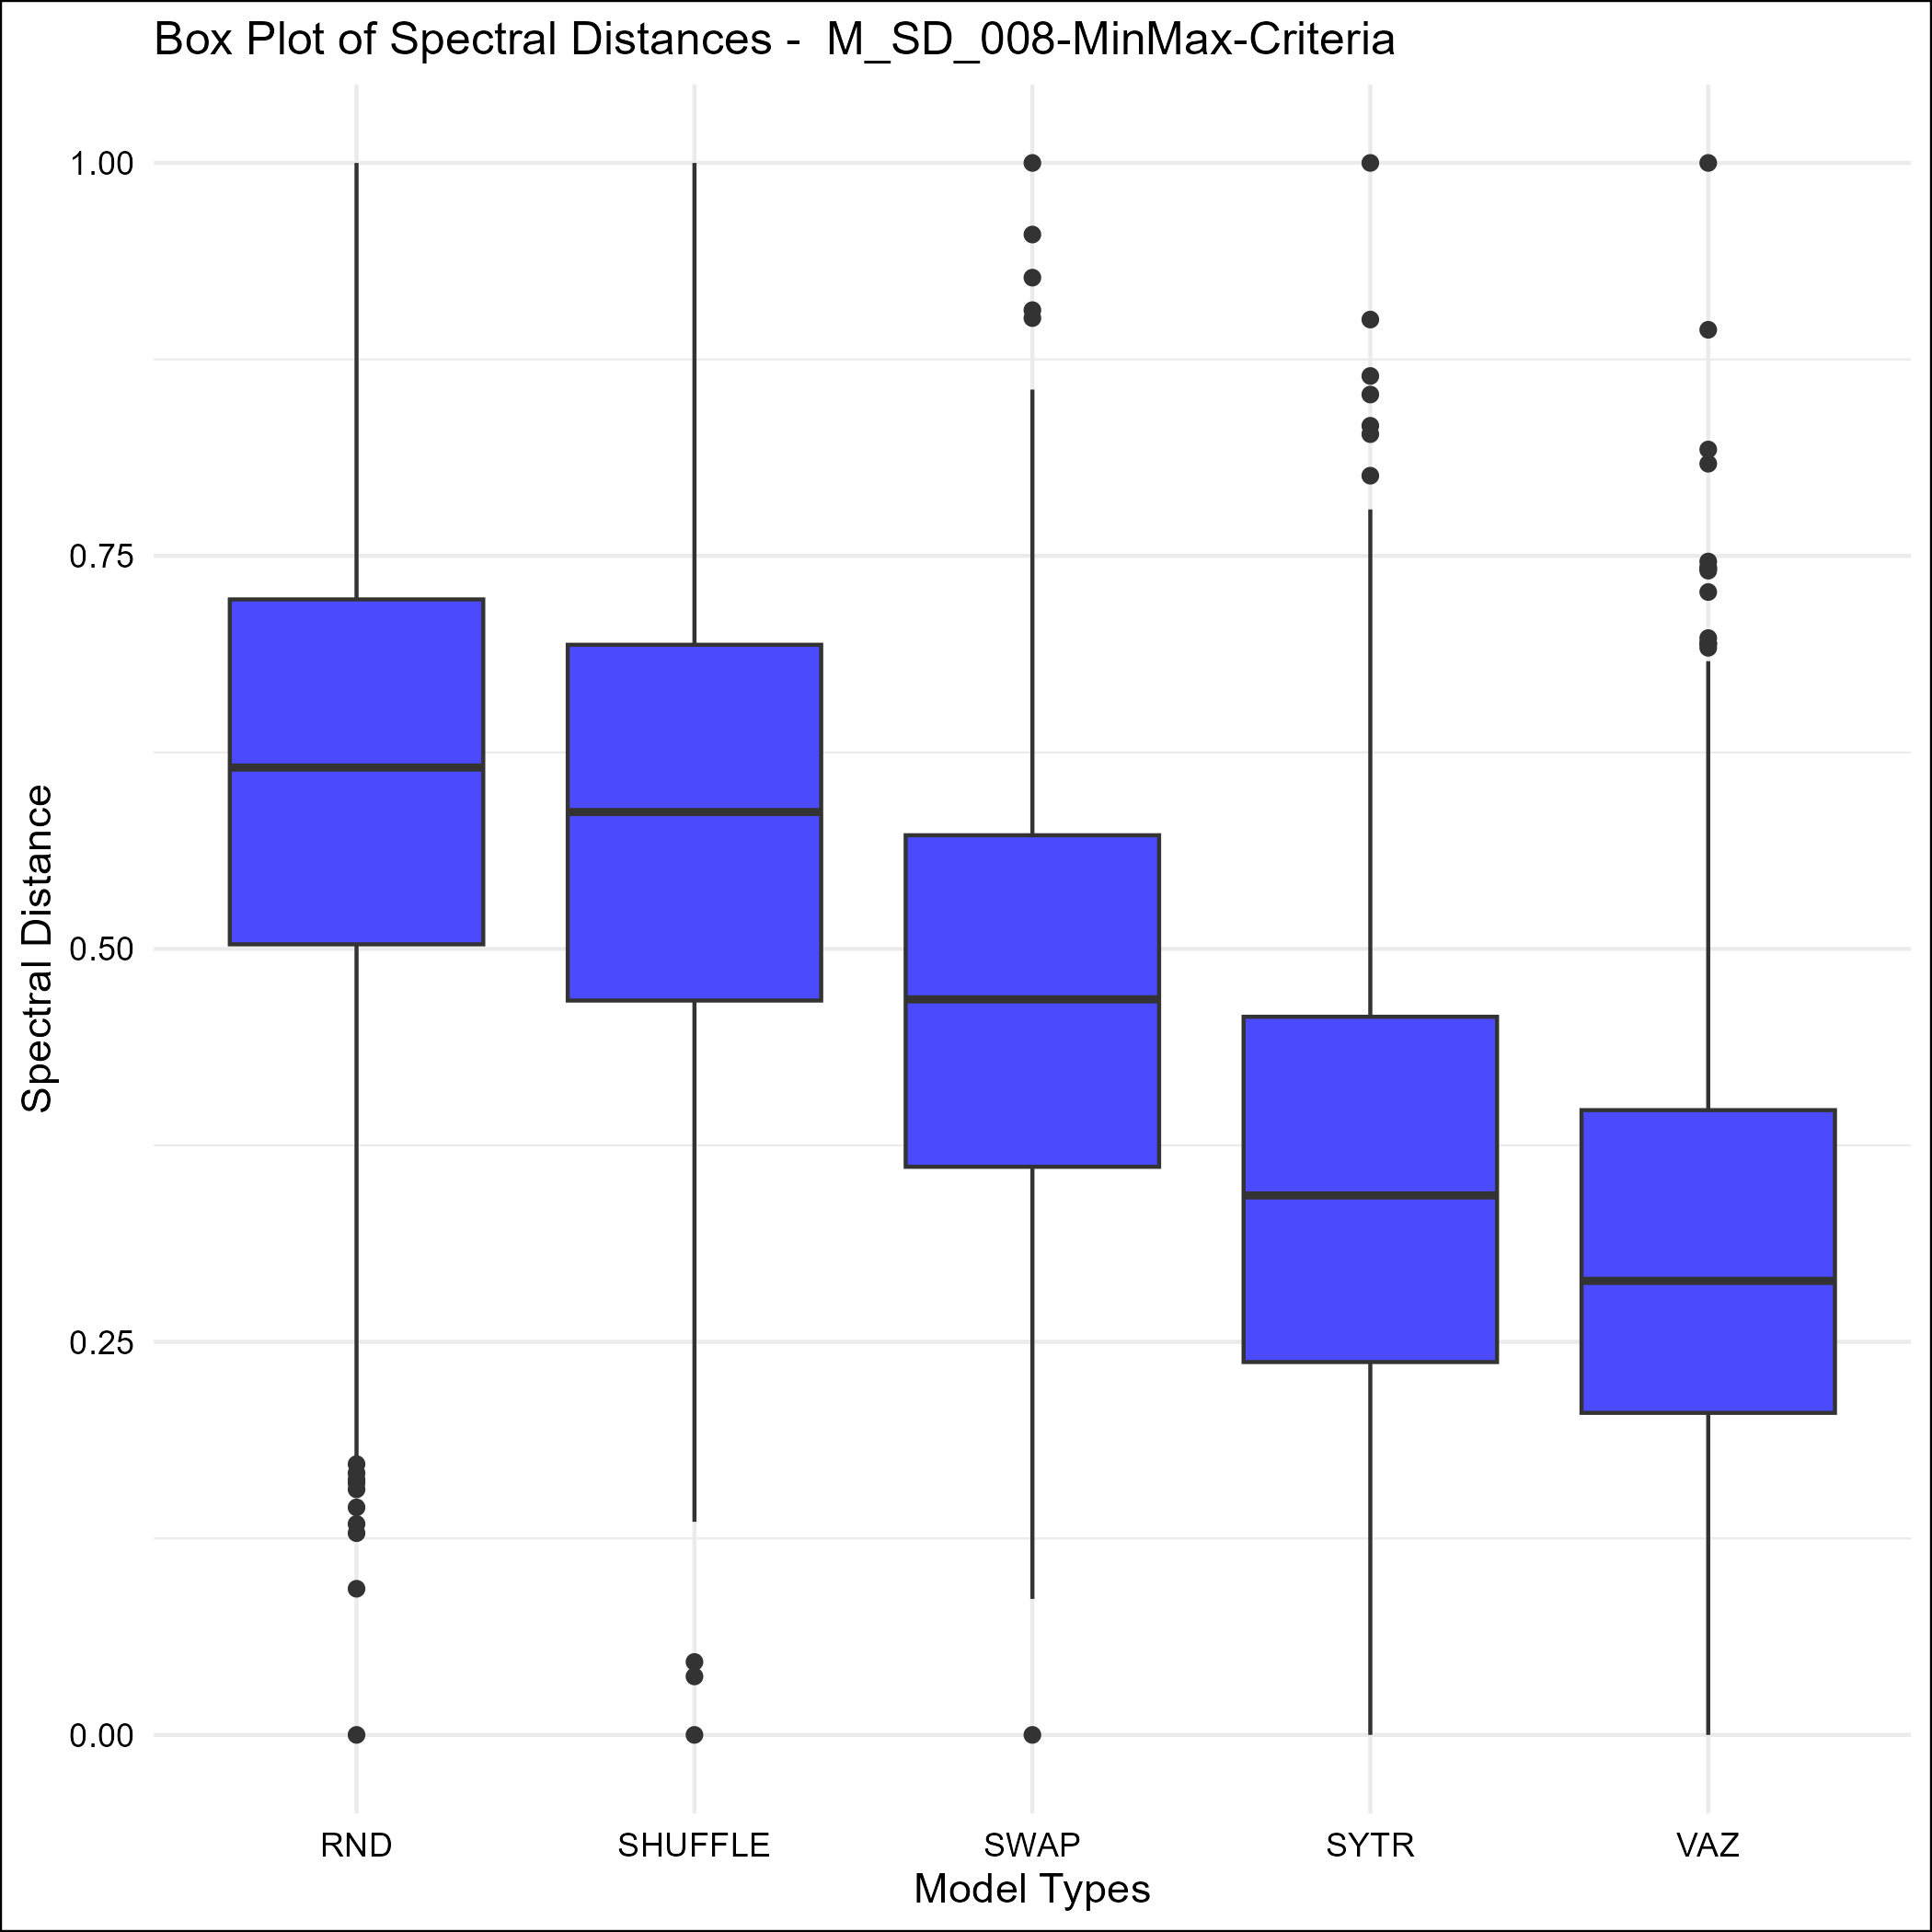 Box Plot of Spectral Distances -  M_SD_008-MinMax-Criteria
1.00
0.75
0.50
0.25
0.00
Spectral Distance
RND SHUFFLE SWAP SYTR VAZ
Model Types